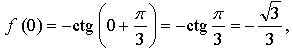 f (0) = −ctg(0 + π/3) = −ctg π/3 = −√3/3,